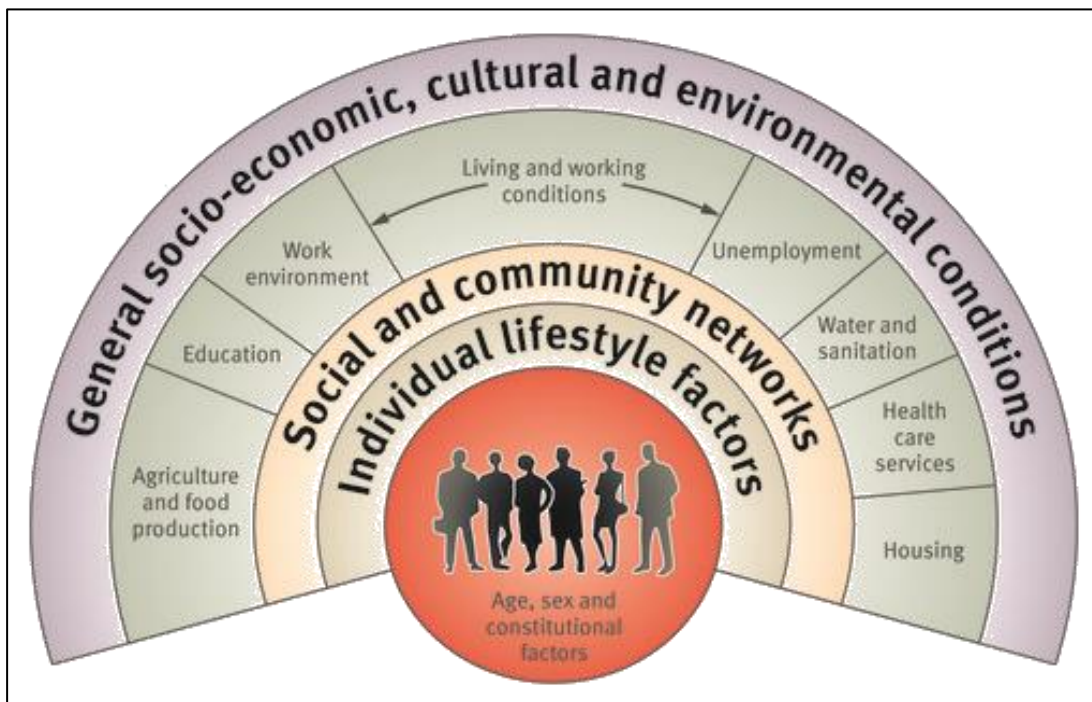 General socio-economic, cultural and environmental conditions
Living and working
conditions
Work
environment
Unemployment
Education
Water and
sanitation
Agriculture
and food
production
Health
care
services
Housing
Social and community networks
Individual lifestyle factors
Age, sex and
constitutional
factors